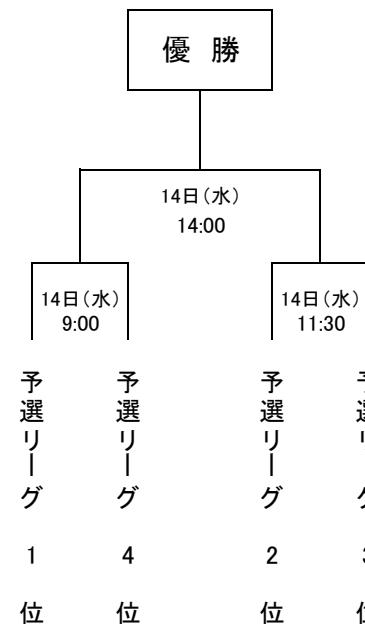 優 勝
14日（水）
14:00
14日（水）
9:00
14日（水）
11:30
予選リーグ 1 位
予選リーグ 4 位
予選リーグ 2 位